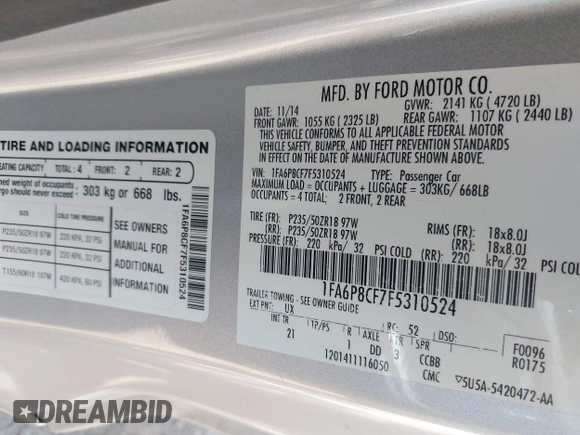 TIRE AND LOADING INFORMATION
SEATING CAPACITY TOTAL: 4 FRONT: 2 REAR: 2
weight of occupants
should never exceed: 303 kg or 668 lbs.
COLD TIRE PRESSURE
P235/50ZR18 97W 220 KPA, 32 PSI
P235/50ZR18 97W 220 KPA, 32 PSI
T155/60R18 107M 420 KPA, 60 PSI
SEE OWNERS
MANUAL FOR
ADDITIONAL
INFORMATION
1FA6P8CF7F5310524
MFD. BY FORD MOTOR CO.
DATE: 11/14 GVWR: 2141 KG ( 4720 LB)
FRONT GAWR: 1055 KG ( 2325 LB) REAR GAWR: 1107 KG ( 2440 LB)
THIS VEHICLE CONFORMS TO ALL APPLICABLE FEDERAL MOTOR
VEHICLE SAFETY, BUMPER, AND THEFT PREVENTION STANDARDS
IN EFFECT ON THE DATE OF MANUFACTURE SHOWN ABOVE.
VIN: 1FA6P8CF7F5310524 TYPE: Passenger Car
MAXIMUM LOAD = OCCUPANTS + LUGGAGE = 303KG/ 668LB
OCCUPANTS = 4 TOTAL; 2 FRONT, 2 REAR
TIRE (F): P235/50ZR18 97W RIMS (F): 18x8.0J
(R): P235/50ZR18 97W (R): 18x8.0J
PRESSURE (F): 220 kPa/ 32 PSI COLD (R): 220 kPa/ 32 PSI COLD
1FA6P8CF7F5310524
TRAILER TOWING - SEE OWNER GUIDE
EXT PNT: UX RC: 52 DSO:
INT TR TP/PS R AXLE TR SPR F0096
21 1 DD 3 CCBB R0175
1201411116050 CMC 5U5A-5420472-AA
DREAMBID